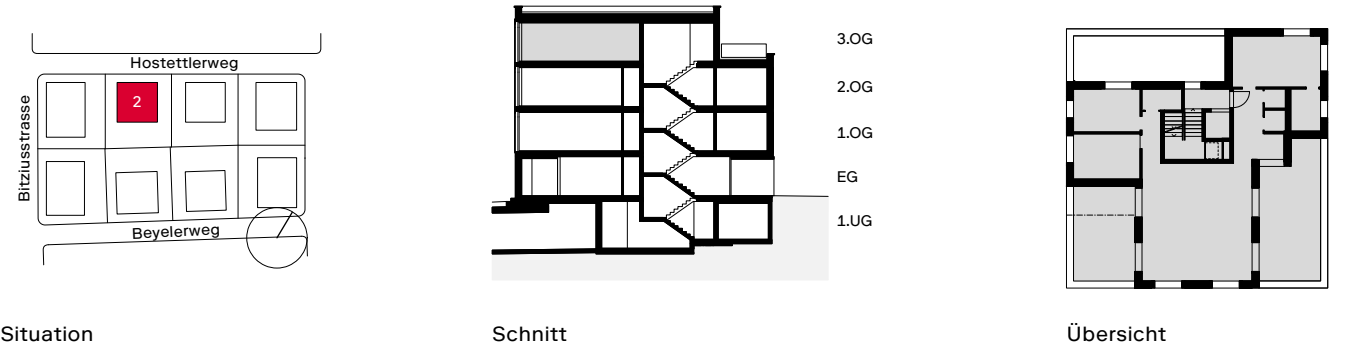 Hostettlerweg
2
Bitziusstrasse
Beyelerweg
Situation
3.OG
2.OG
1.OG
EG
1.UG
Schnitt
Übersicht